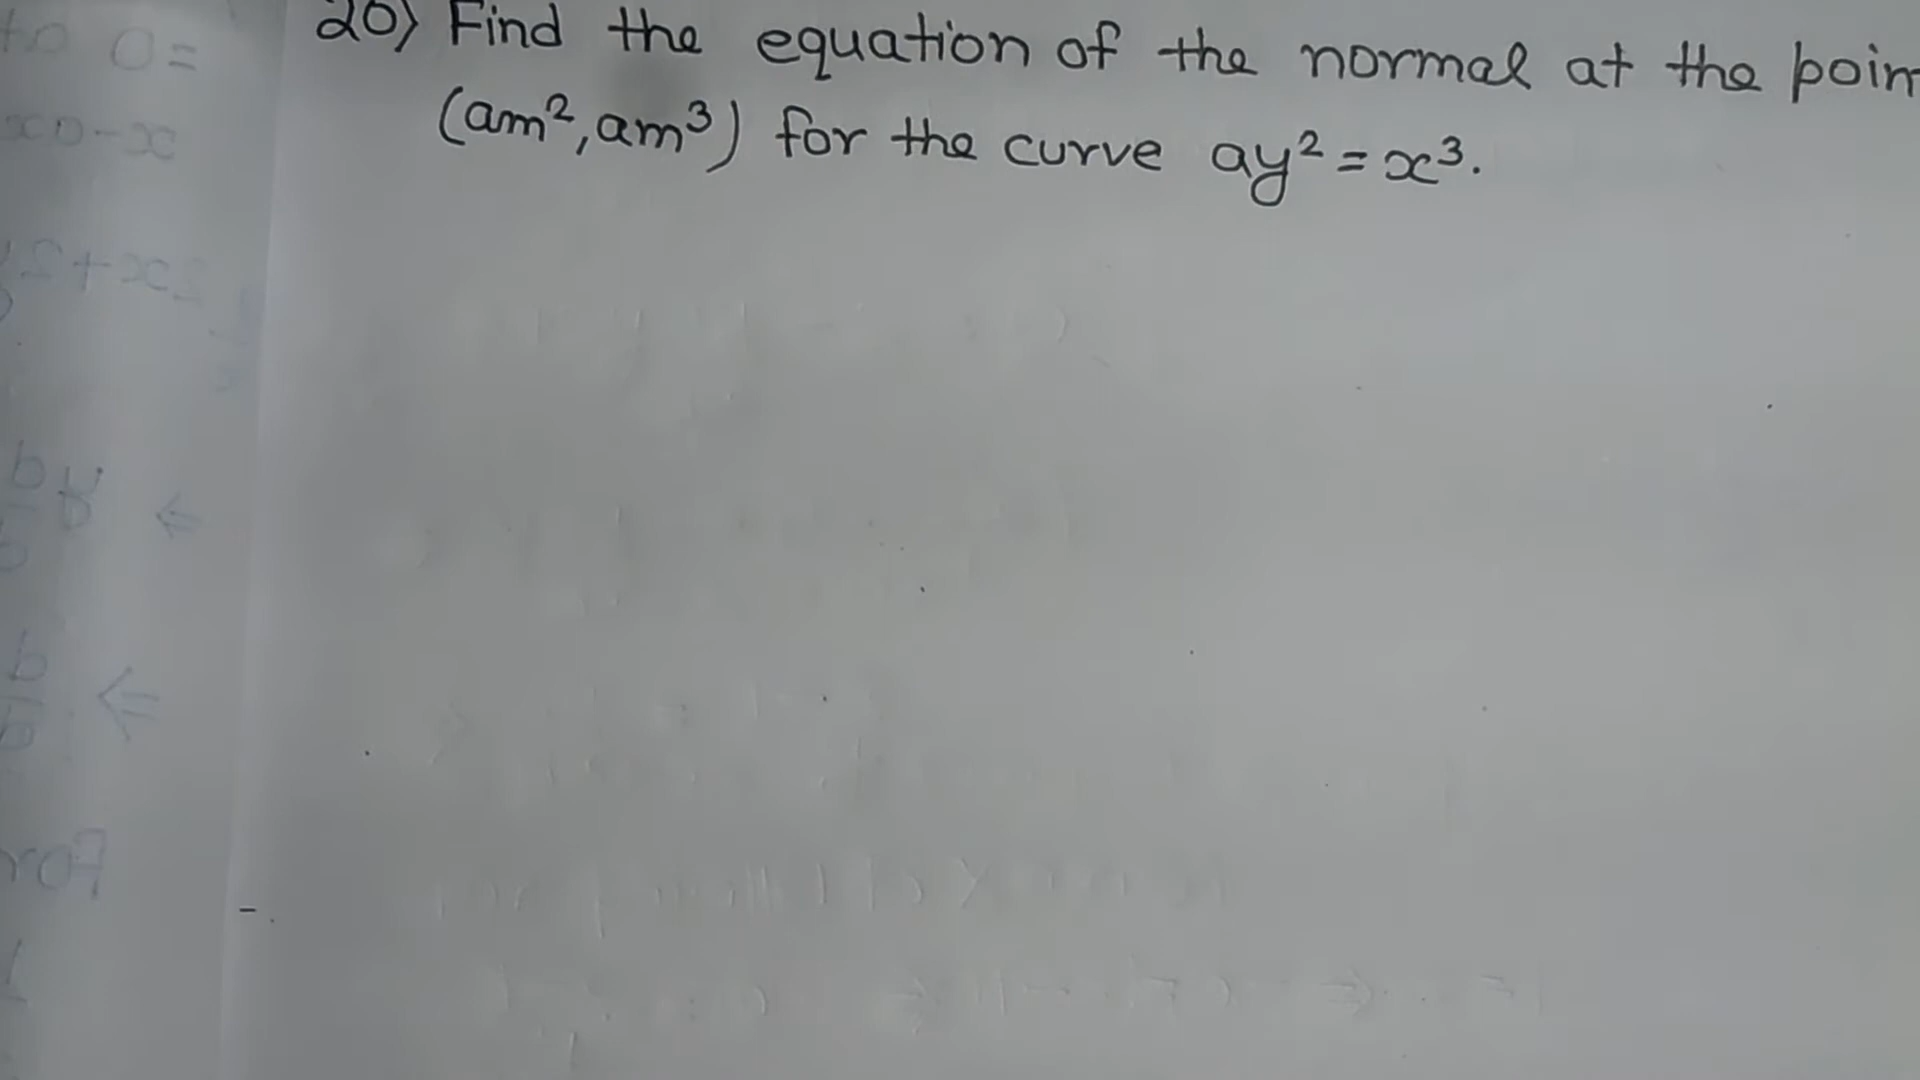 20) Find the equation of the normal at the poin
(am², am³) for the curve ay² = x³.